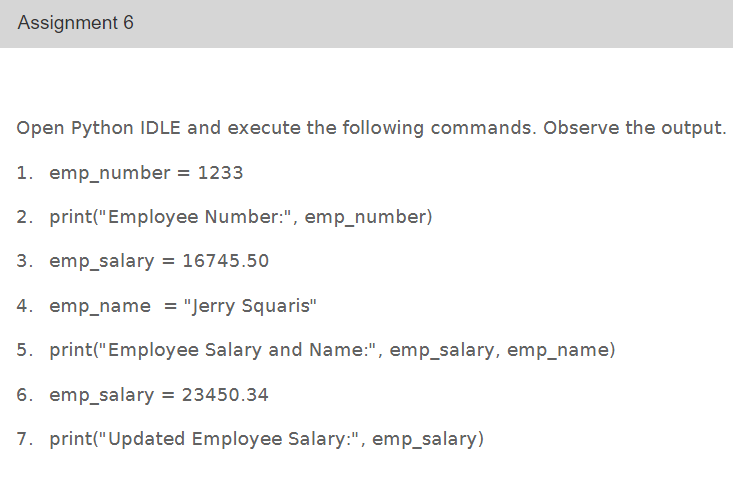 Assignment 6
Open Python IDLE and execute the following commands. Observe the output.
1. emp_number = 1233
2. print("Employee Number:", emp_number)
3. emp_salary = 16745.50
4. emp_name  = "Jerry Squaris"
5. print("Employee Salary and Name:", emp_salary, emp_name)
6. emp_salary = 23450.34
7. print("Updated Employee Salary:", emp_salary)